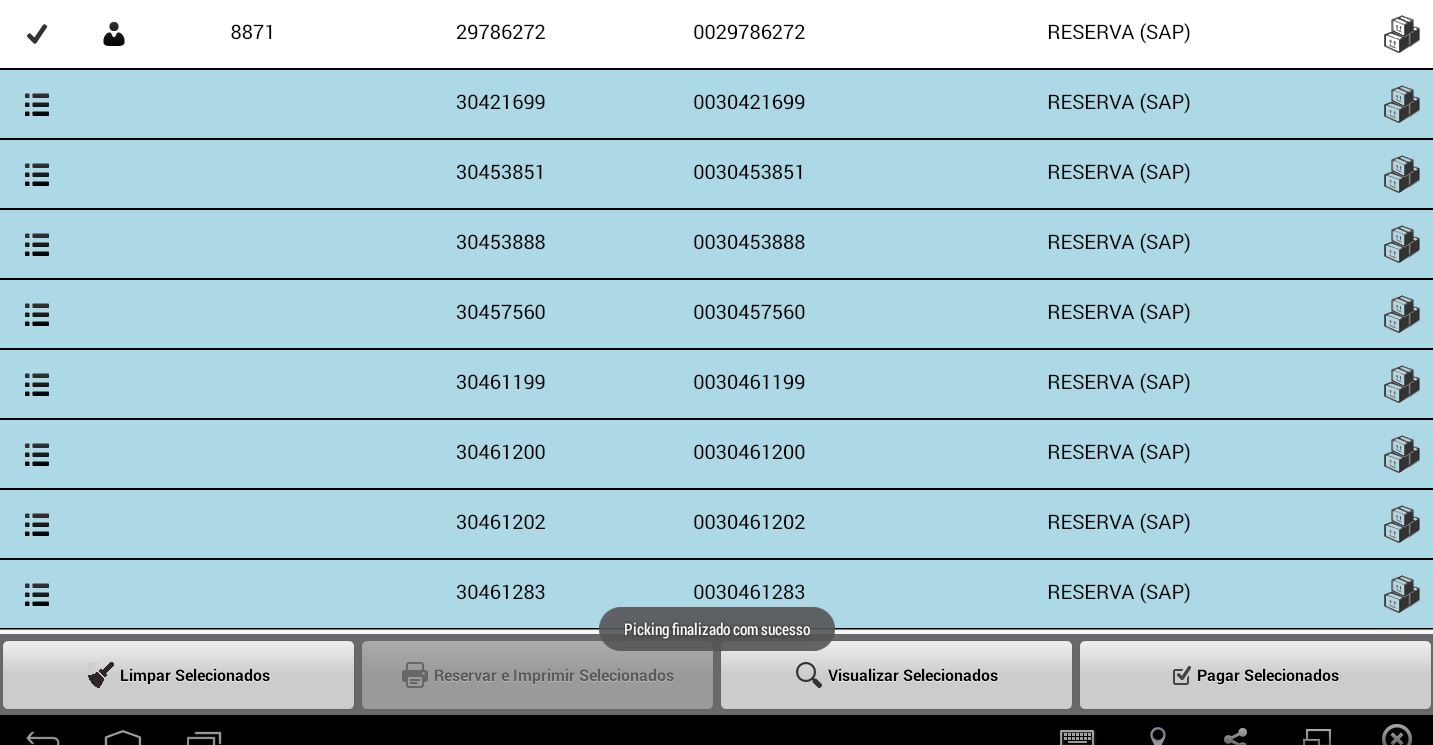 8871 29786272 0029786272 RESERVA (SAP)
30421699 0030421699 RESERVA (SAP)
30453851 0030453851 RESERVA (SAP)
30453888 0030453888 RESERVA (SAP)
30457560 0030457560 RESERVA (SAP)
30461199 0030461199 RESERVA (SAP)
30461200 0030461200 RESERVA (SAP)
30461202 0030461202 RESERVA (SAP)
30461283 0030461283 RESERVA (SAP)
Picking finalizado com sucesso
Limpar Selecionados Reservar e Imprimir Selecionados Visualizar Selecionados Pagar Selecionados